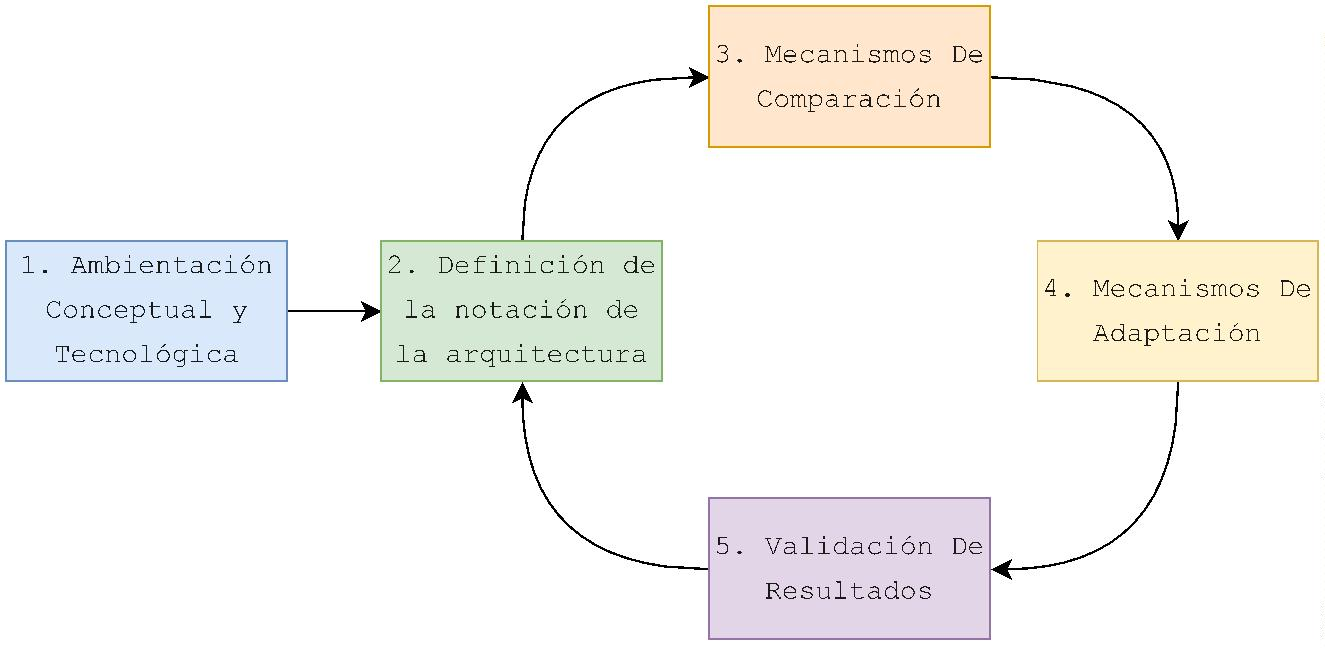 1. Ambientación
Conceptual y
Tecnológica
2. Definición de
la notación de
la arquitectura
3. Mecanismos De
Comparación
4. Mecanismos De
Adaptación
5. Validación De
Resultados